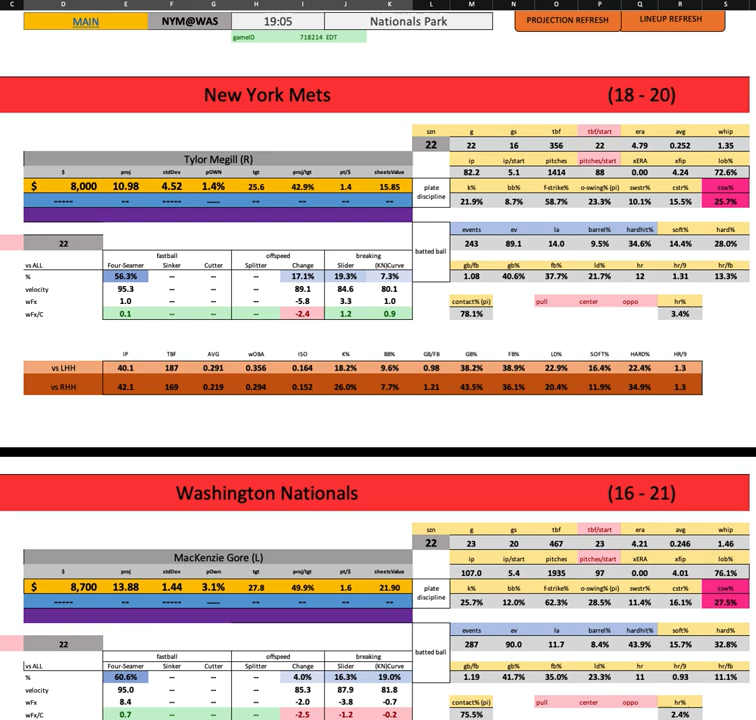 C D E F G H I J K L M N O P Q R S
MAIN NYM@WAS 19:05 Nationals Park PROJECTION REFRESH LINEUP REFRESH
gameID 718214 EDT
New York Mets (18 - 20)
szn g gs tbf tbf/start era avg whip
22 22 16 356 22 4.79 0.252 1.35
Tylor Megill (R) ip ip/start pitches pitches/start xERA xfip lob%
$ proj stdDev pOWN tgt proj/tgt pt/$ sheetsValue 82.2 5.1 1414 88 0.00 4.24 72.6%
$ 8,000 10.98 4.52 1.4% 25.6 42.9% 1.4 15.85 plate discipline k% bb% f-strike% o-swing% (pi) swstr% cstr% csw%
----- -- -- ___ -- -- -- -- 21.9% 8.7% 58.7% 23.3% 10.1% 15.5% 25.7%
events ev la barrel% hardhit% soft% hard%
22 243 89.1 14.0 9.5% 34.6% 14.4% 28.0%
fastball offspeed breaking batted ball
vsALL Four-Seamer Sinker Cutter Splitter Change Slider (KN)Curve gb/fb gb% fb% ld% hr hr/9 hr/fb
% 56.3% -- -- -- 17.1% 19.3% 7.3% 1.08 40.6% 37.7% 21.7% 12 1.31 13.3%
velocity 95.3 -- -- -- 89.1 84.6 80.1
wFx 1.0 -- -- -- -5.8 3.3 1.0 contact% (pi) pull center oppo hr%
wFx/C 0.1 -- -- -- -2.4 1.2 0.9 78.1% 3.4%
IP TBF AVG wOBA ISO K% BB% GB/FB GB% FB% LD% SOFT% HARD% HR/9
vs LHH 40.1 187 0.291 0.356 0.164 18.2% 9.6% 0.98 38.2% 38.9% 22.9% 16.4% 22.4% 1.3
vs RHH 42.1 169 0.219 0.294 0.152 26.0% 7.7% 1.21 43.5% 36.1% 20.4% 11.9% 34.9% 1.3
Washington Nationals (16 - 21)
szn g gs tbf tbf/start era avg whip
22 23 20 467 23 4.21 0.246 1.46
MacKenzie Gore (L) ip ip/start pitches pitches/start xERA xfip lob%
$ proj stdDev pOwn tgt proj/tgt pt/$ sheetsValue 107.0 5.4 1935 97 0.00 4.01 76.1%
$ 8,700 13.88 1.44 3.1% 27.8 49.9% 1.6 21.90 plate discipline k% bb% f-strike% o-swing% (pi) swstr% cstr% csw%
----- -- -- ___ -- -- -- -- 25.7% 12.0% 62.3% 28.5% 11.4% 16.1% 27.5%
events ev la barrel% hardhit% soft% hard%
22 287 90.0 11.7 8.4% 43.9% 15.7% 32.8%
fastball offspeed breaking batted ball
vsALL Four-Seamer Sinker Cutter Splitter Change Slider (KN)Curve gb/fb gb% fb% ld% hr hr/9 hr/fb
% 60.6% -- -- -- 4.0% 16.3% 19.0% 1.19 41.7% 35.0% 23.3% 11 0.93 11.1%
velocity 95.0 -- -- -- 85.3 87.9 81.8
wFx 8.4 -- -- -- -2.0 -3.8 -0.7 contact% (pi) pull center oppo hr%
wFx/C 0.7 -- -- -- -2.5 -1.2 -0.2 75.5% 2.4%